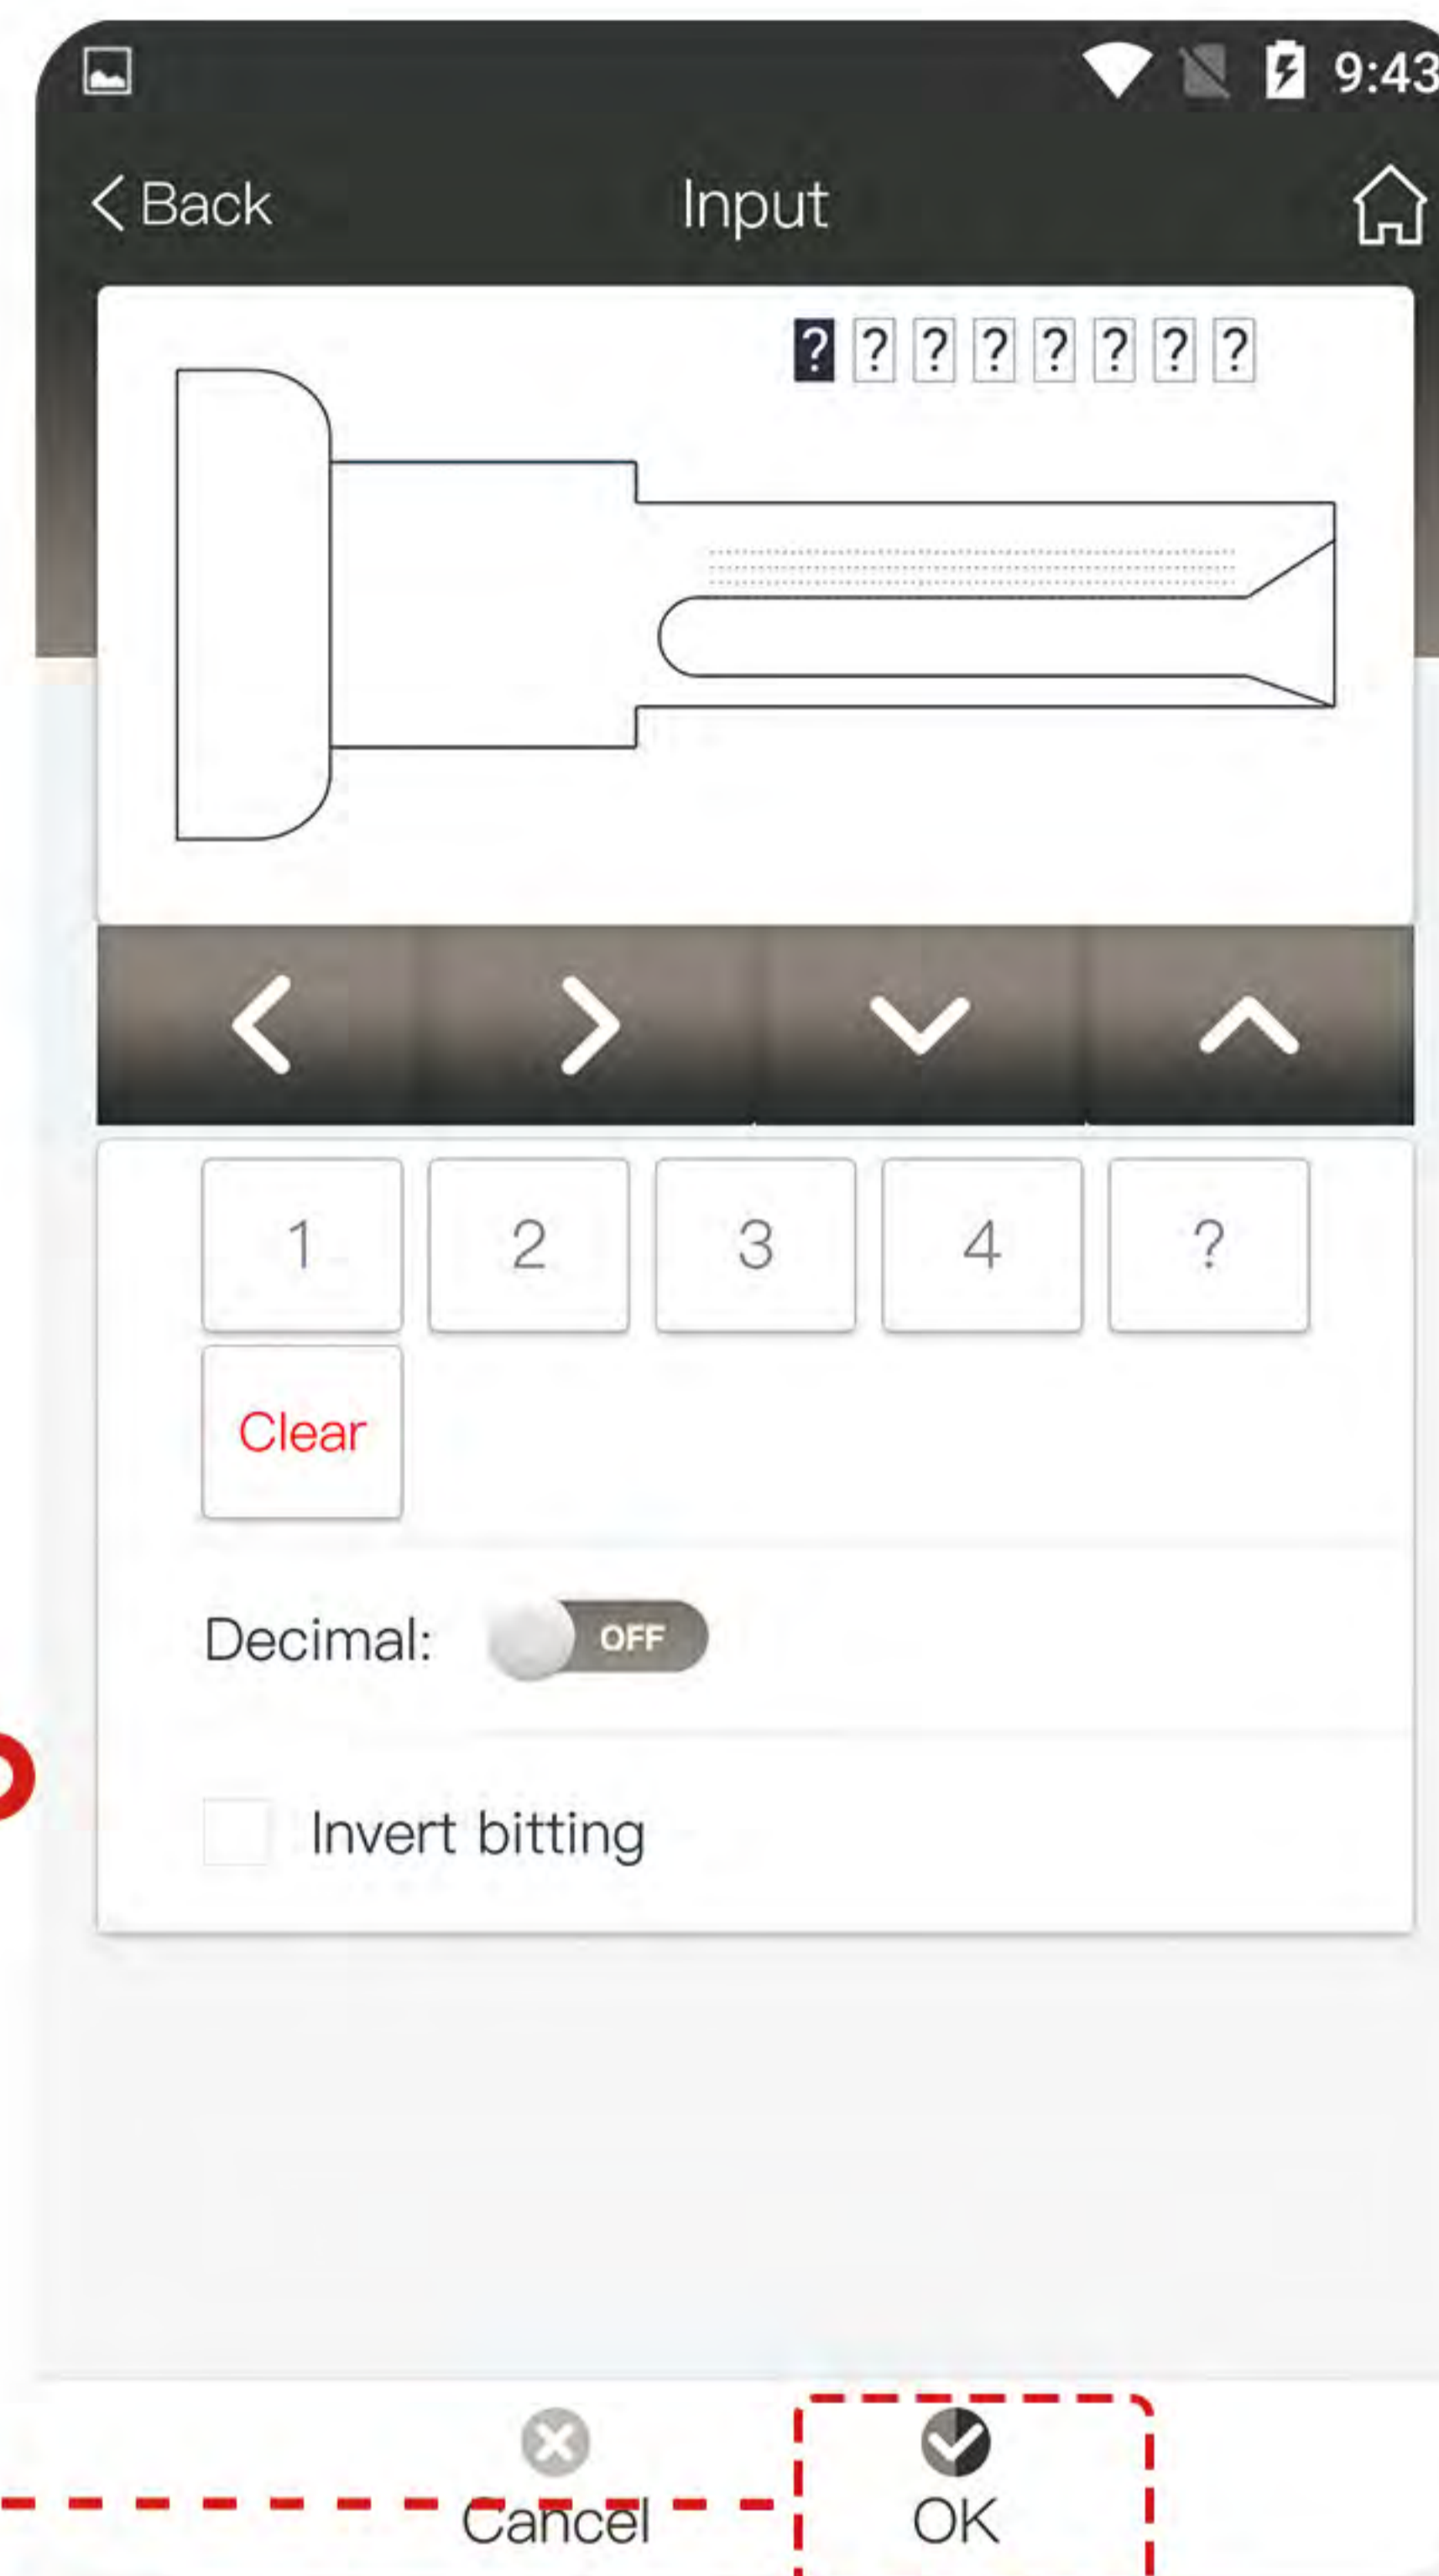 9:43
Back Input
? ? ? ? ? ? ? ?
1 2 3 4 ?
Clear
Decimal: OFF
Invert bitting
Cancel OK